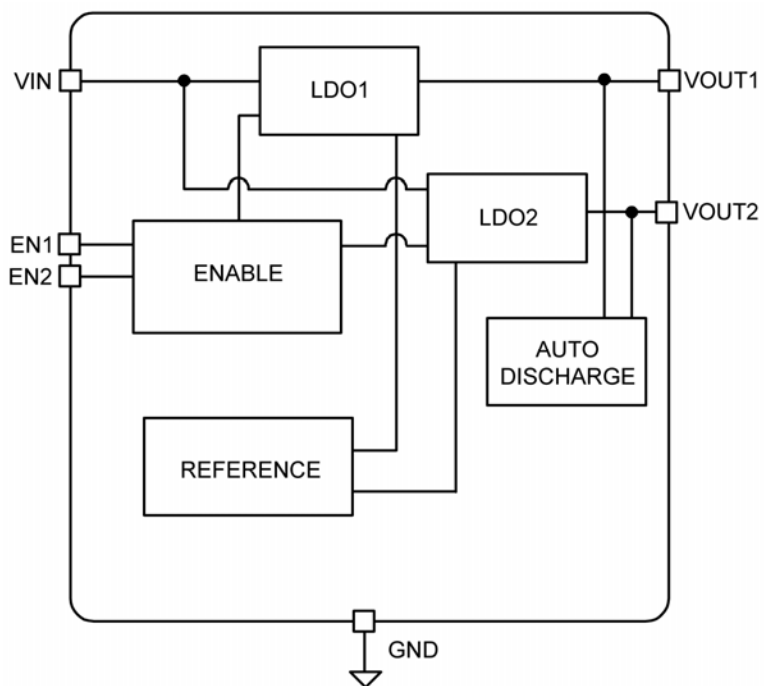 VIN
LDO1
VOUT1
LDO2
VOUT2
EN1
EN2
ENABLE
AUTO
DISCHARGE
REFERENCE
GND